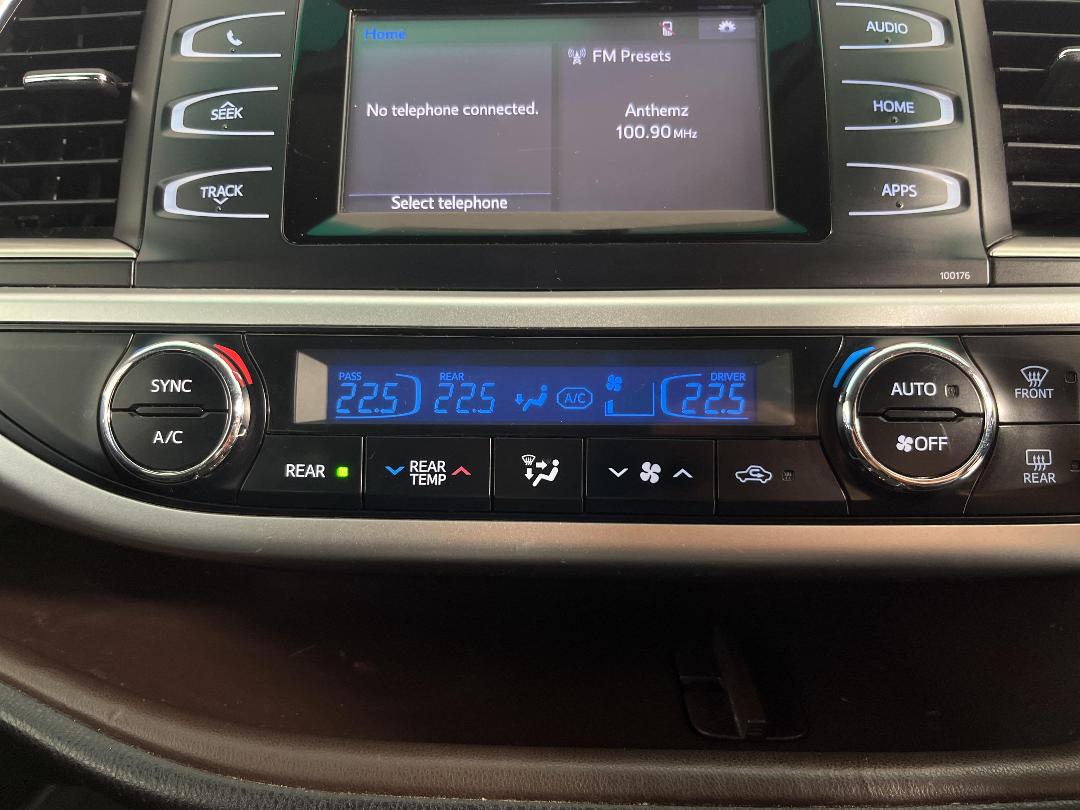 Home
FM Presets
No telephone connected.
Anthemz
100.90 MHz
Select telephone
SEEK
TRACK
AUDIO
HOME
APPS
100176
SYNC
A/C
PASS
22.5
REAR
22.5
A/C
DRIVER
22.5
AUTO
OFF
FRONT
REAR
REAR
REAR
TEMP